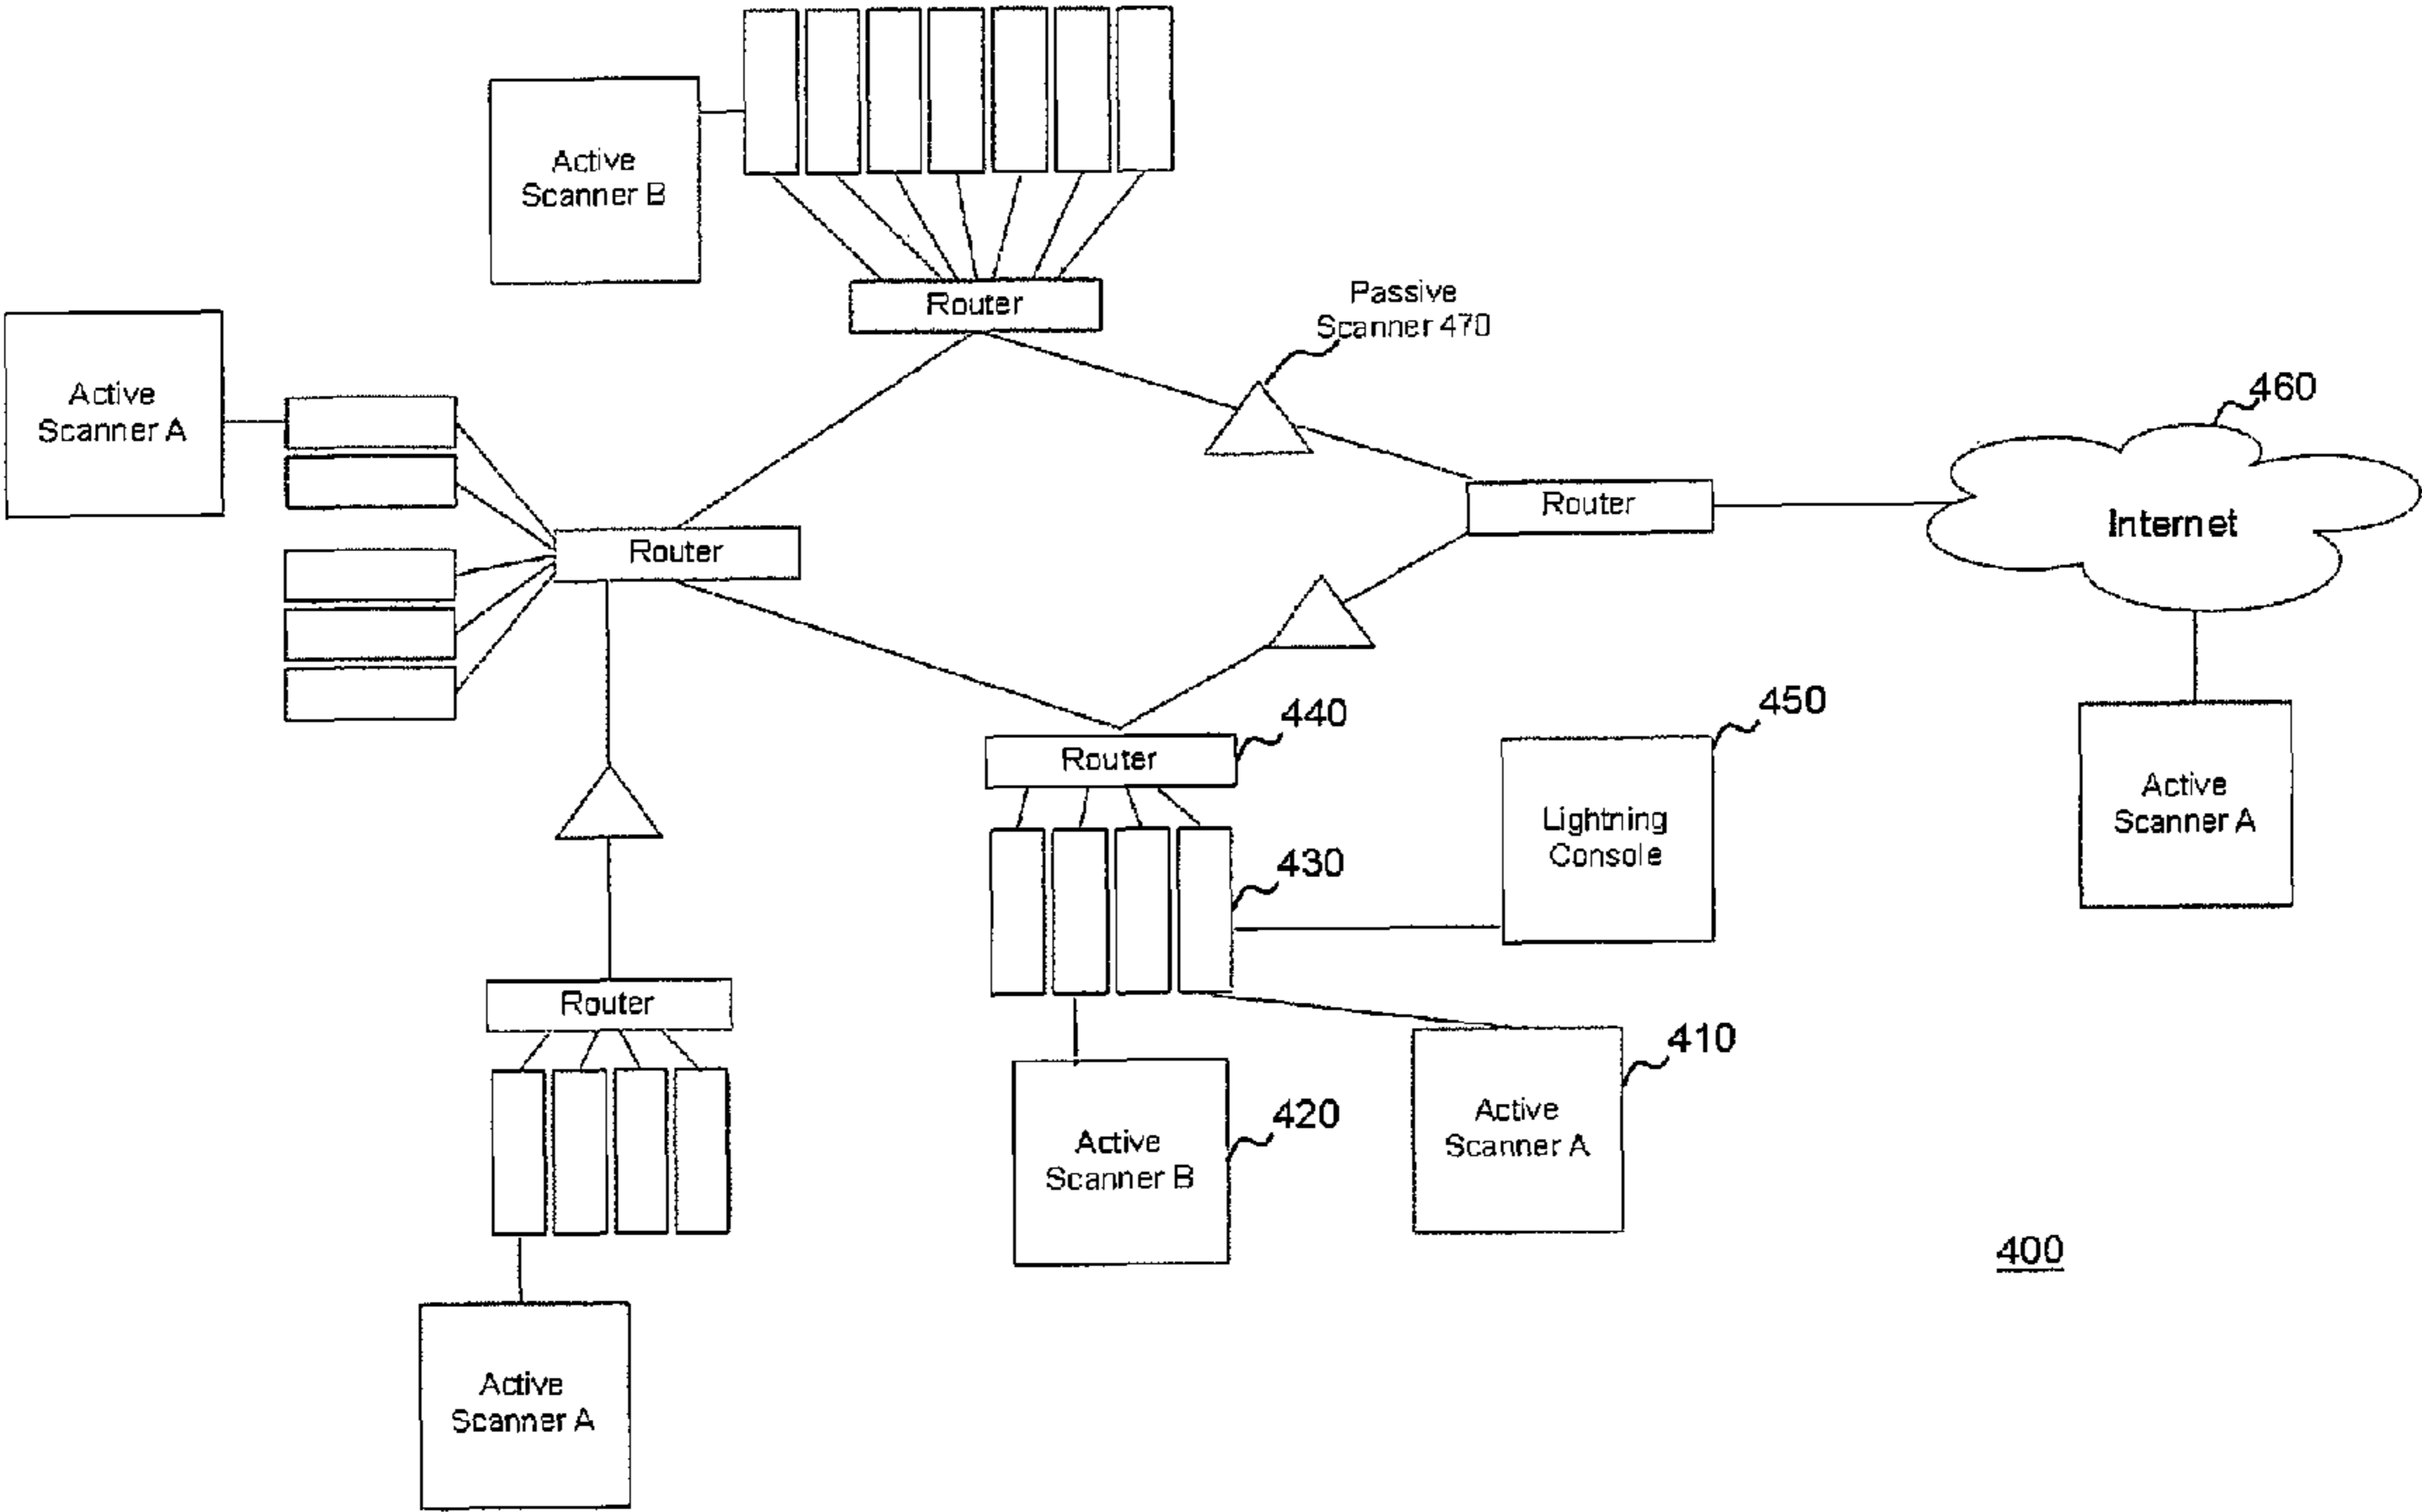 Active
Scanner B
Router
Passive
Scanner 470
Active
Scanner A
460
Router
Internet
Router
440
450
Router
Lightning
Console
Active
Scanner A
430
Router
410
420
Active
Scanner A
Active
Scanner B
400
Active
Scanner A